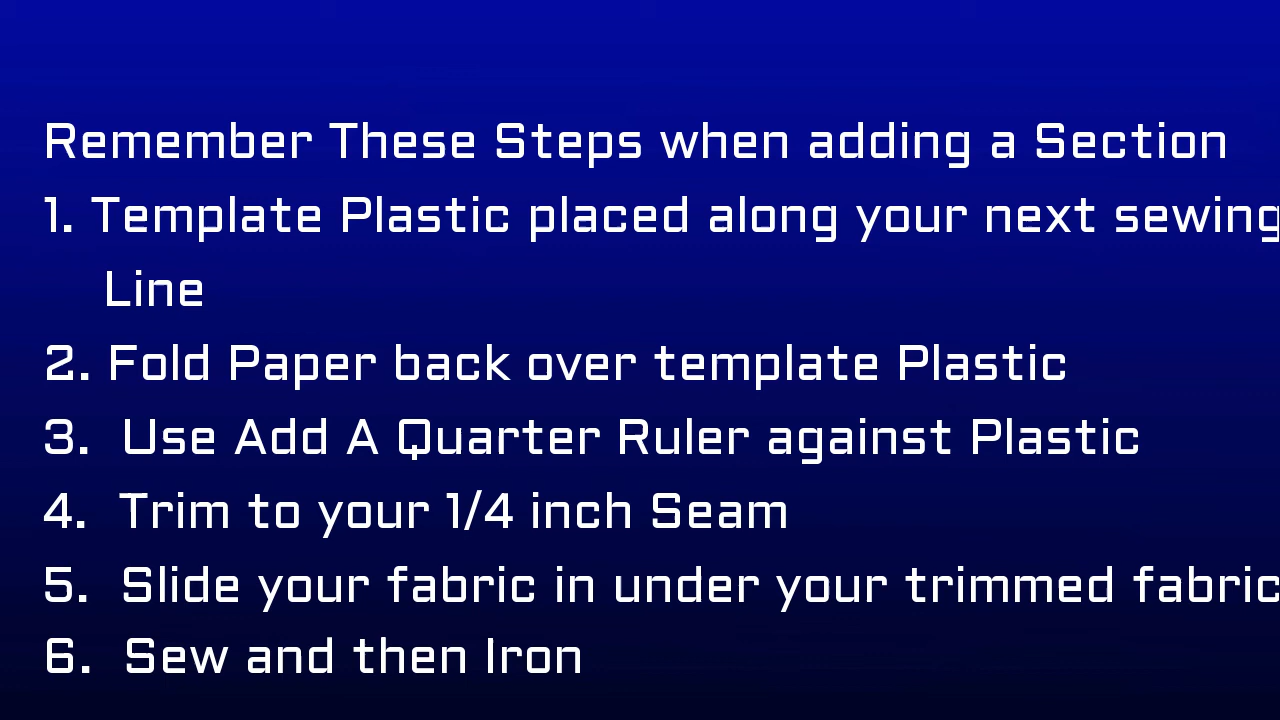 Remember These Steps when adding a Section
1. Template Plastic placed along your next sewing
Line
2. Fold Paper back over template Plastic
3. Use Add A Quarter Ruler against Plastic
4. Trim to your 1/4 inch Seam
5. Slide your fabric in under your trimmed fabric
6. Sew and then Iron